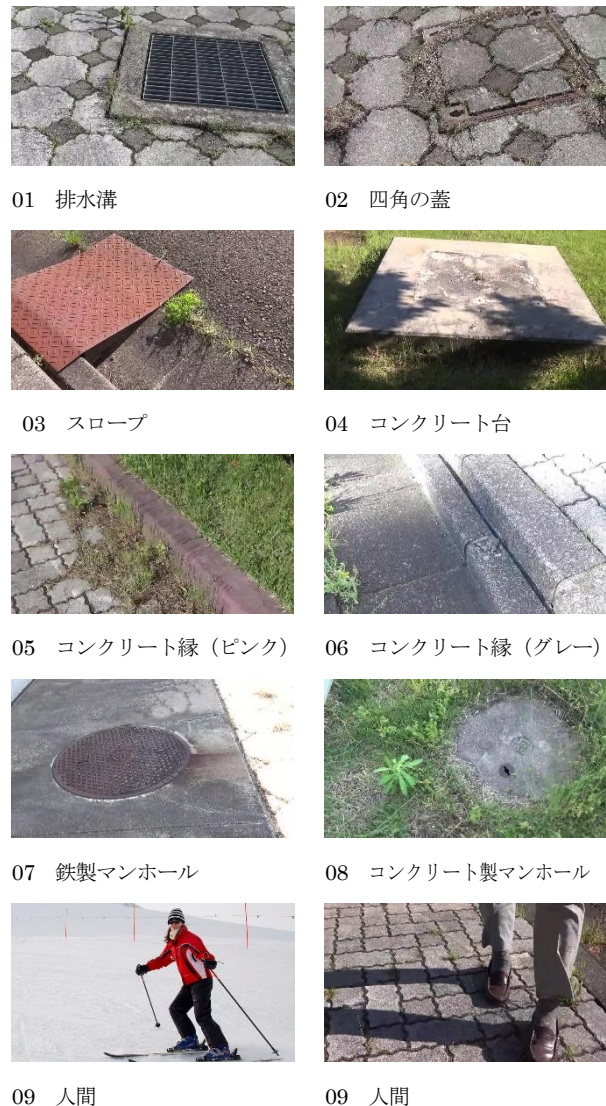 01 排水溝
02 四角の蓋
03 スロープ
04 コンクリート台
05 コンクリート縁（ピンク）
06 コンクリート縁（グレー）
07 鉄製マンホール
08 コンクリート製マンホール
09 人間
09 人間